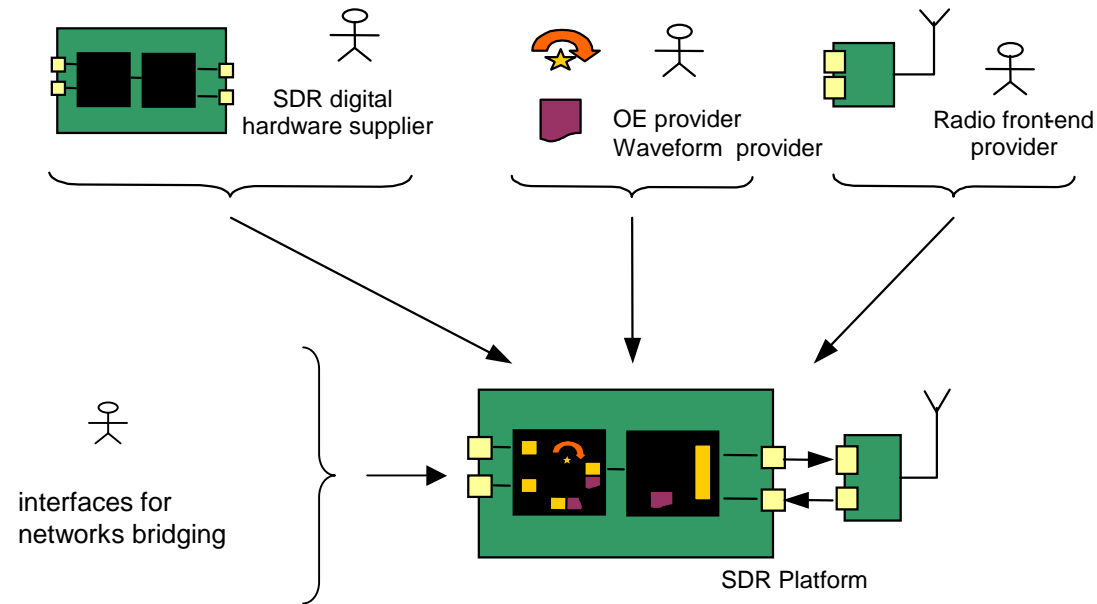 SDR digital
hardware supplier
OE provider
Waveform provider
Radio front-end
provider
interfaces for
networks bridging
SDR Platform